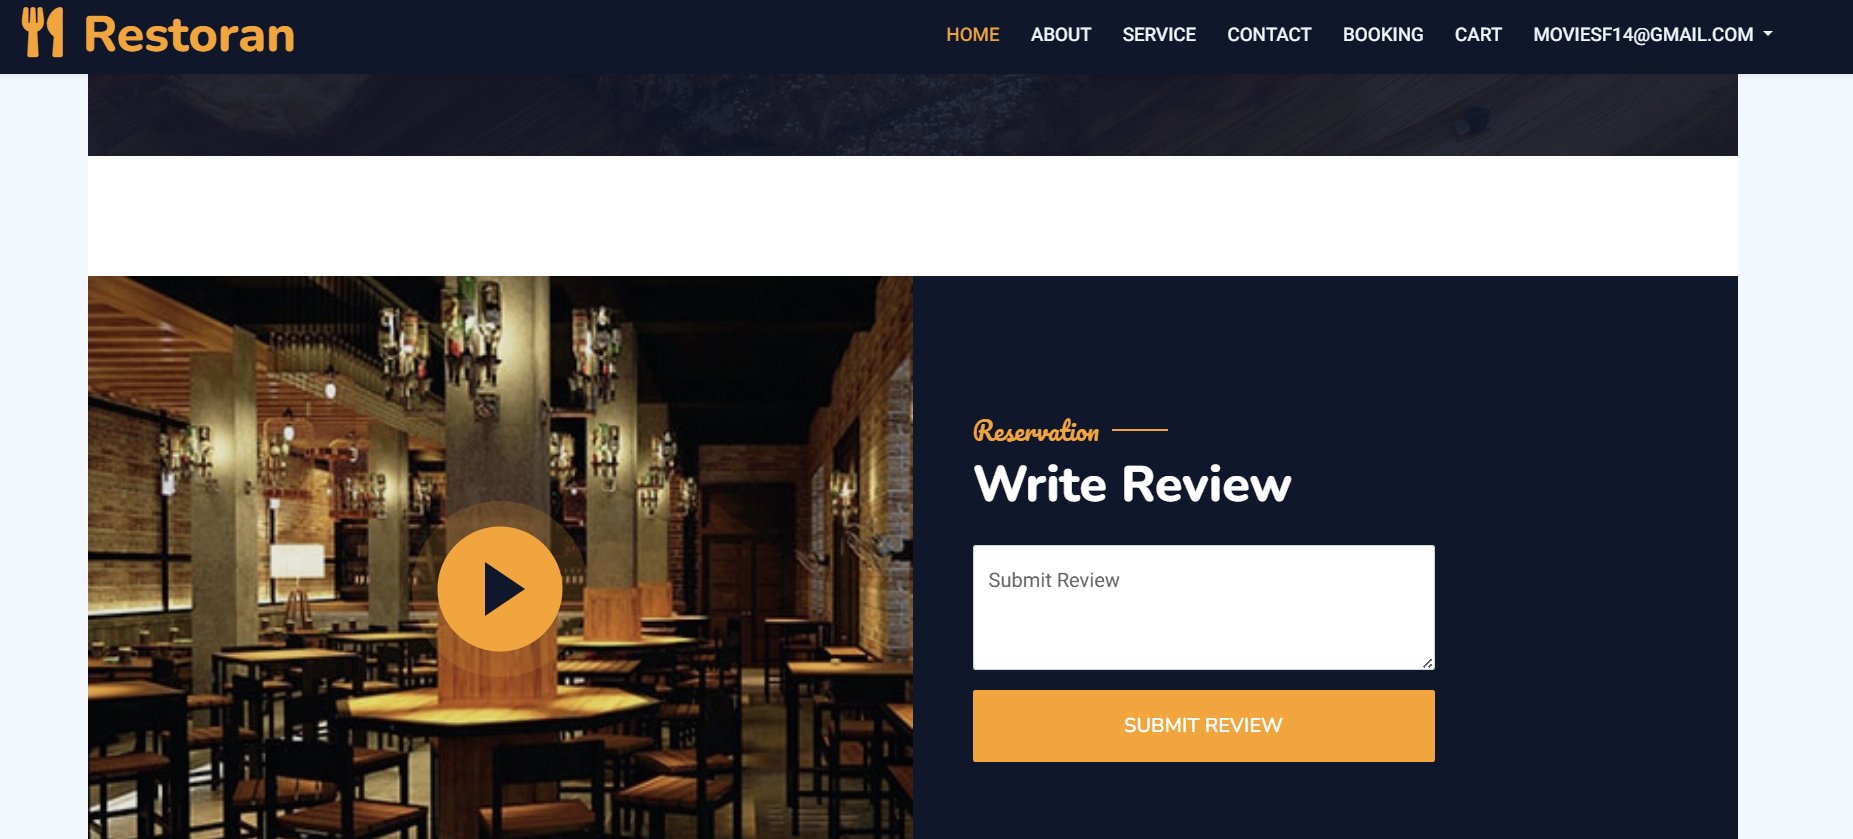 Restoran
HOME ABOUT SERVICE CONTACT BOOKING CART MOVIESF14@GMAIL.COM
Reservation
Write Review
Submit Review
SUBMIT REVIEW